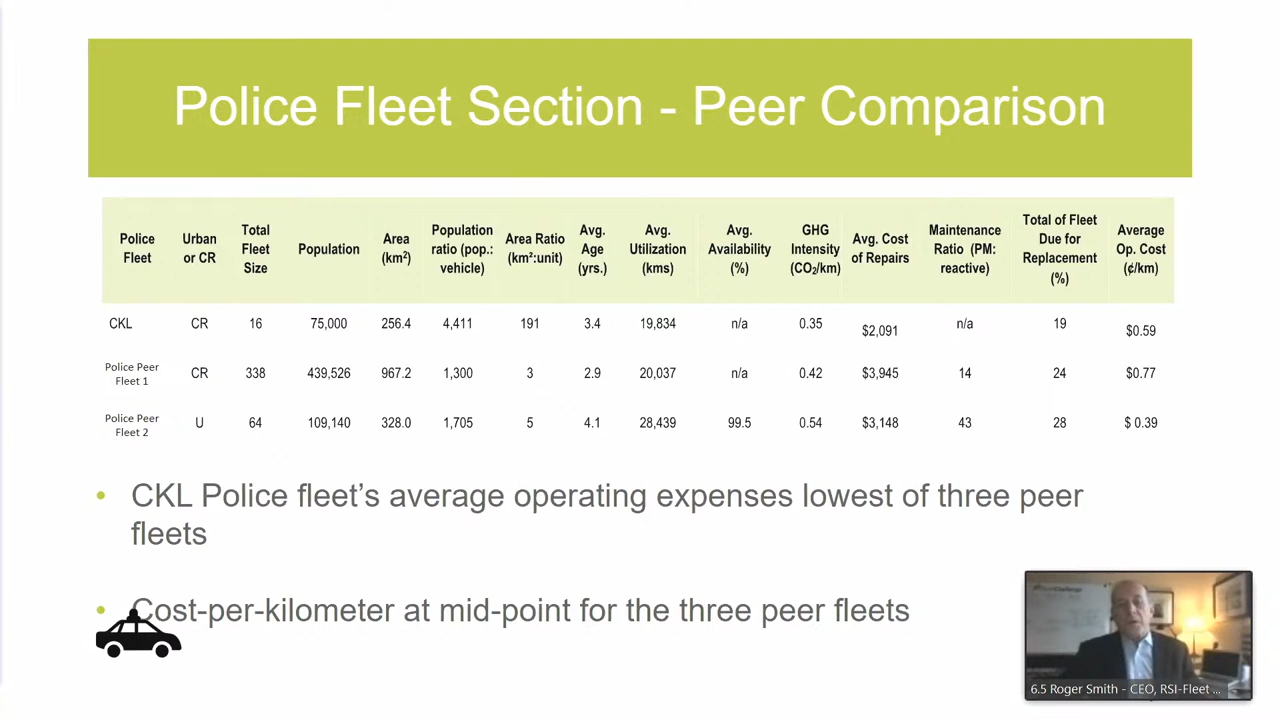 Police Fleet Section - Peer Comparison
Police Fleet | Urban or CR | Total Fleet Size | Population | Area (km²) | Population ratio (pop.: vehicle) | Area Ratio (km²:unit) | Avg. Age (yrs.) | Avg. Utilization (kms) | Avg. Availability (%) | GHG Intensity (CO₂/km) | Avg. Cost of Repairs | Maintenance Ratio (PM: reactive) | Total of Fleet Due for Replacement (%) | Average Op. Cost (¢/km)
CKL | CR | 16 | 75,000 | 256.4 | 4,411 | 191 | 3.4 | 19,834 | n/a | 0.35 | $2,091 | n/a | 19 | $0.59
Police Peer Fleet 1 | CR | 338 | 439,526 | 967.2 | 1,300 | 3 | 2.9 | 20,037 | n/a | 0.42 | $3,945 | 14 | 24 | $0.77
Police Peer Fleet 2 | U | 64 | 109,140 | 328.0 | 1,705 | 5 | 4.1 | 28,439 | 99.5 | 0.54 | $3,148 | 43 | 28 | $ 0.39
• CKL Police fleet’s average operating expenses lowest of three peer
fleets
• Cost-per-kilometer at mid-point for the three peer fleets
6.5 Roger Smith - CEO, RSI-Fleet ...